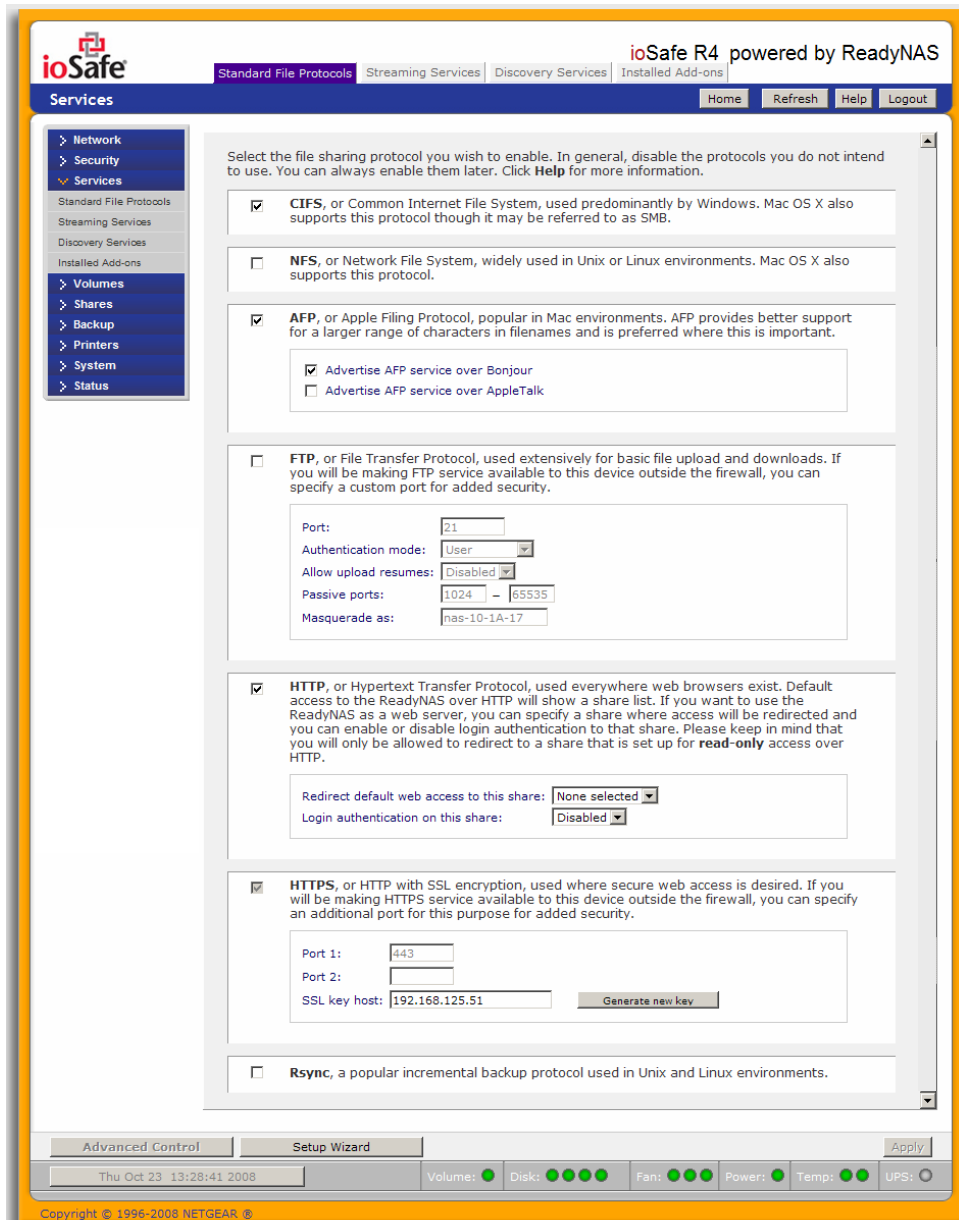 ioSafe
ioSafe R4 powered by ReadyNAS
Standard File Protocols
Streaming Services
Discovery Services
Installed Add-ons
Services
Home
Refresh
Help
Logout
Network
Security
Services
Standard File Protocols
Streaming Services
Discovery Services
Installed Add-ons
Volumes
Shares
Backup
Printers
System
Status
Select the file sharing protocol you wish to enable. In general, disable the protocols you do not intend
to use. You can always enable them later. Click Help for more information.
CIFS, or Common Internet File System, used predominantly by Windows. Mac OS X also
supports this protocol though it may be referred to as SMB.
NFS, or Network File System, widely used in Unix or Linux environments. Mac OS X also
supports this protocol.
AFP, or Apple Filing Protocol, popular in Mac environments. AFP provides better support
for a larger range of characters in filenames and is preferred where this is important.
Advertise AFP service over Bonjour
Advertise AFP service over AppleTalk
FTP, or File Transfer Protocol, used extensively for basic file upload and downloads. If
you will be making FTP service available to this device outside the firewall, you can
specify a custom port for added security.
Port: 21
Authentication mode: User
Allow upload resumes: Disabled
Passive ports: 1024 – 65535
Masquerade as: nas-10-1A-17
HTTP, or Hypertext Transfer Protocol, used everywhere web browsers exist. Default
access to the ReadyNAS over HTTP will show a share list. If you want to use the
ReadyNAS as a web server, you can specify a share where access will be redirected and
you can enable or disable login authentication to that share. Please keep in mind that
you will only be allowed to redirect to a share that is set up for read-only access over
HTTP.
Redirect default web access to this share: None selected
Login authentication on this share: Disabled
HTTPS, or HTTP with SSL encryption, used where secure web access is desired. If you
will be making HTTPS service available to this device outside the firewall, you can specify
an additional port for this purpose for added security.
Port 1: 443
Port 2:
SSL key host: 192.168.125.51 Generate new key
Rsync, a popular incremental backup protocol used in Unix and Linux environments.
Advanced Control
Setup Wizard
Apply
Thu Oct 23 13:28:41 2008
Volume:
Disk:
Fan:
Power:
Temp:
UPS:
Copyright © 1996-2008 NETGEAR ®